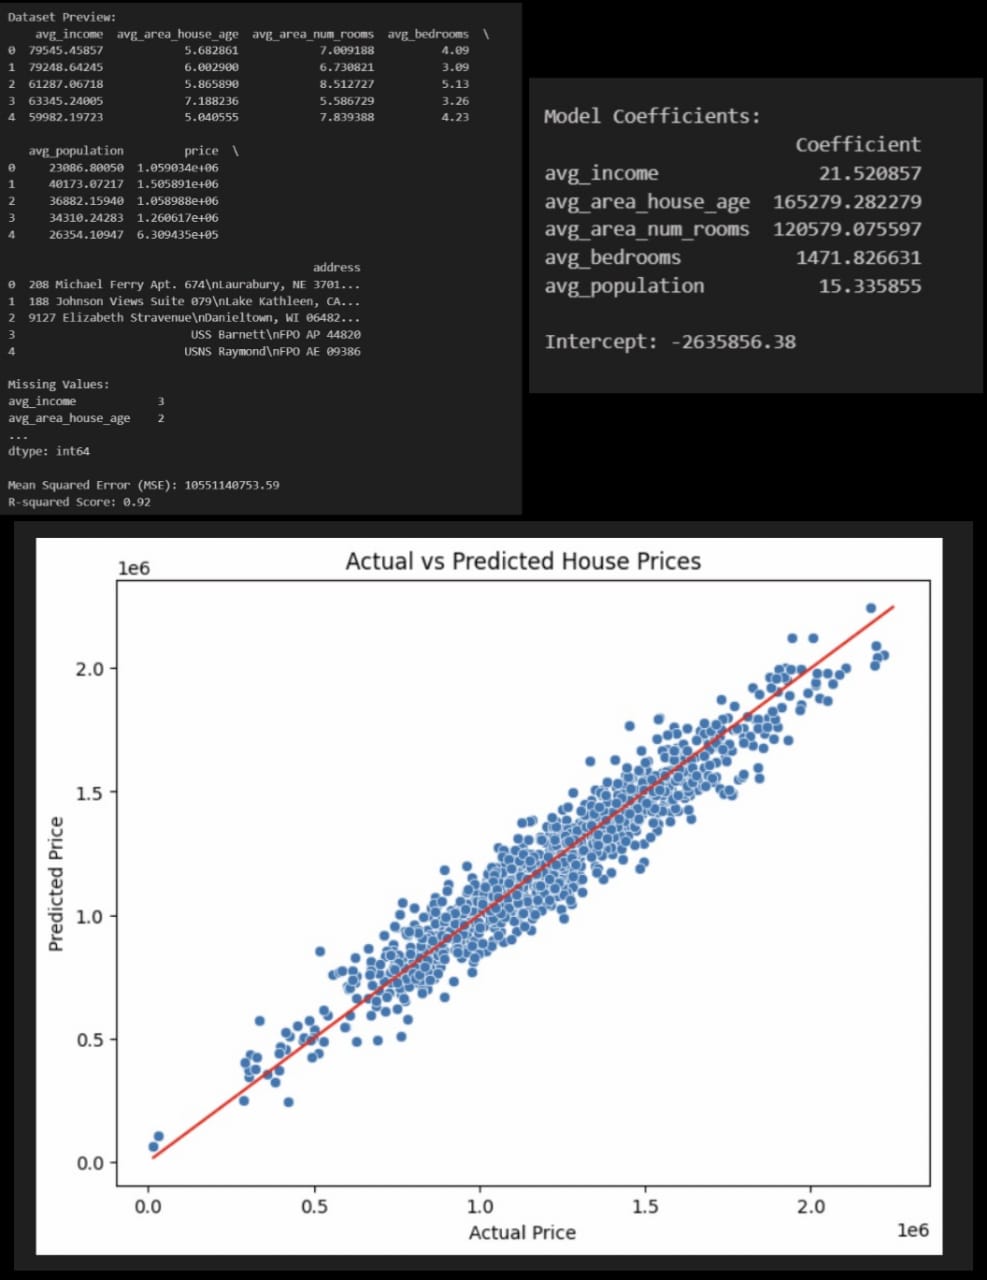 Dataset Preview:
avg_income avg_area_house_age avg_area_num_rooms avg_bedrooms \
0 79545.45857 5.682861 7.009188 4.09
1 79248.64245 6.002900 6.730821 3.09
2 61287.06718 5.865890 8.512727 5.13
3 63345.24005 7.188236 5.586729 3.26
4 59982.19723 5.040555 7.839388 4.23
avg_population price \
0 23086.80050 1.059034e+06
1 40173.07217 1.505891e+06
2 36882.15940 1.058988e+06
3 34310.24283 1.260617e+06
4 26354.10947 6.309435e+05
address
0 208 Michael Ferry Apt. 674\nLaurabury, NE 3701...
1 188 Johnson Views Suite 079\nLake Kathleen, CA...
2 9127 Elizabeth Stravenue\nDanieltown, WI 06482...
3 USS Barnett\nFPO AP 44820
4 USNS Raymond\nFPO AE 09386
Missing Values:
avg_income 3
avg_area_house_age 2
...
dtype: int64
Mean Squared Error (MSE): 10551140753.59
R-squared Score: 0.92
Model Coefficients:
Coefficient
avg_income 21.520857
avg_area_house_age 165279.282279
avg_area_num_rooms 120579.075597
avg_bedrooms 1471.826631
avg_population 15.335855
Intercept: -2635856.38
Actual vs Predicted House Prices
1e6
2.0
1.5
1.0
0.5
0.0
Predicted Price
0.0 0.5 1.0 1.5 2.0
Actual Price
1e6